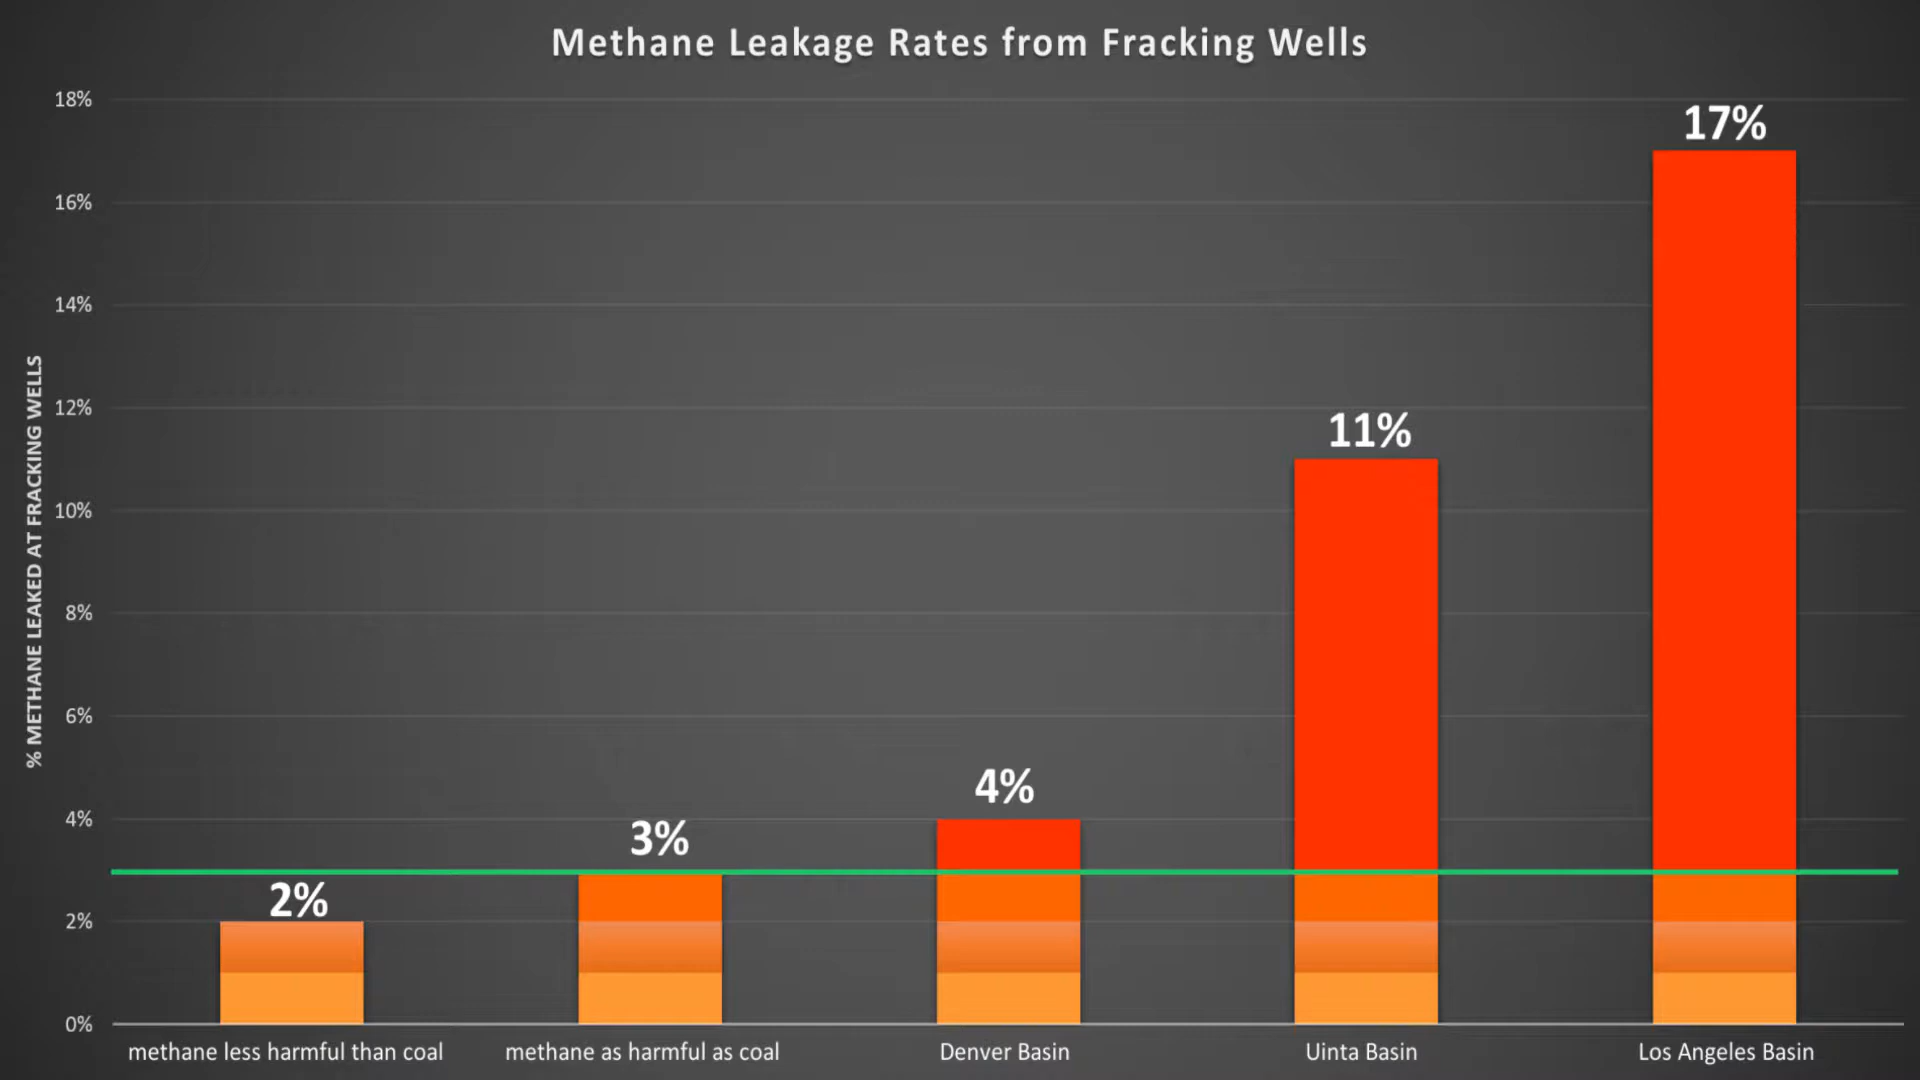 Methane Leakage Rates from Fracking Wells
% METHANE LEAKED AT FRACKING WELLS
18%
16%
14%
12%
10%
8%
6%
4%
2%
0%
2%
3%
4%
11%
17%
methane less harmful than coal
methane as harmful as coal
Denver Basin
Uinta Basin
Los Angeles Basin